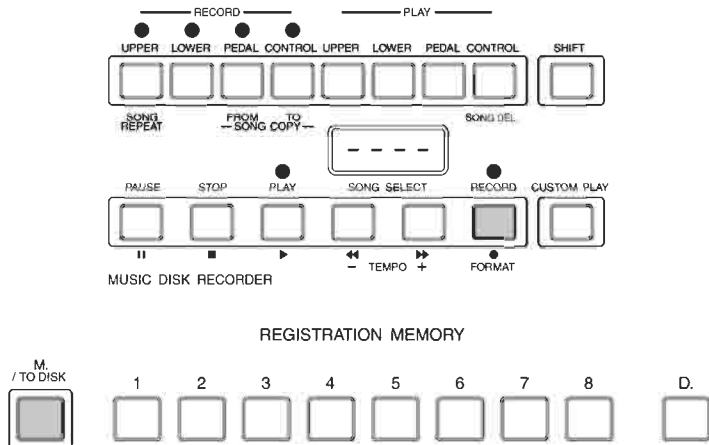 RECORD PLAY
UPPER LOWER PEDAL CONTROL UPPER LOWER PEDAL CONTROL SHIFT
SONG REPEAT FROM TO SONG DEL
— SONG COPY —
- - - -
PAUSE STOP PLAY SONG SELECT RECORD CUSTOM PLAY
− TEMPO + FORMAT
MUSIC DISK RECORDER
REGISTRATION MEMORY
M.
/ TO DISK 1 2 3 4 5 6 7 8 D.